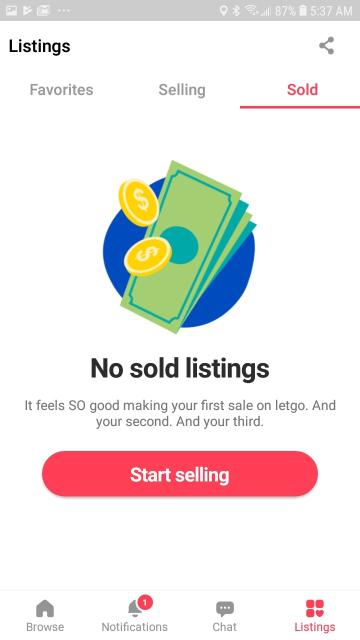 87% 5:37 AM
Listings
Favorites Selling Sold
$
$
No sold listings
It feels SO good making your first sale on letgo. And
your second. And your third.
Start selling
1
Browse Notifications Chat Listings